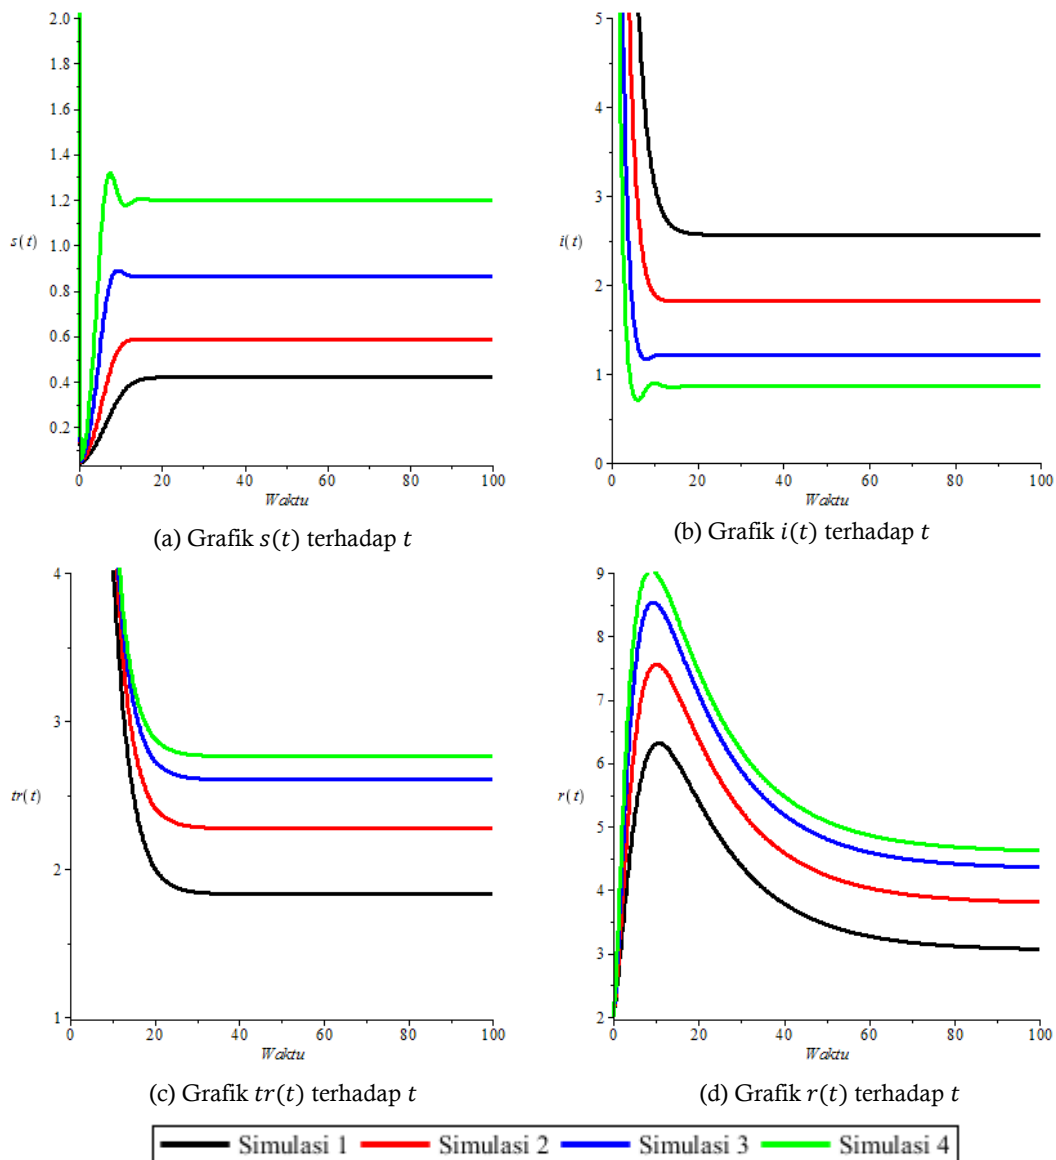 2.0
1.8
1.6
1.4
1.2
s(t)
1.0
0.8
0.6
0.4
0.2
0 20 40 60 80 100
Waktu
(a) Grafik s(t) terhadap t
5
4
3
i(t)
2
1
0
0 20 40 60 80 100
Waktu
(b) Grafik i(t) terhadap t
4
3
tr(t)
2
1
0 20 40 60 80 100
Waktu
(c) Grafik tr(t) terhadap t
9
8
7
6
r(t)
5
4
3
2
0 20 40 60 80 100
Waktu
(d) Grafik r(t) terhadap t
Simulasi 1 Simulasi 2 Simulasi 3 Simulasi 4